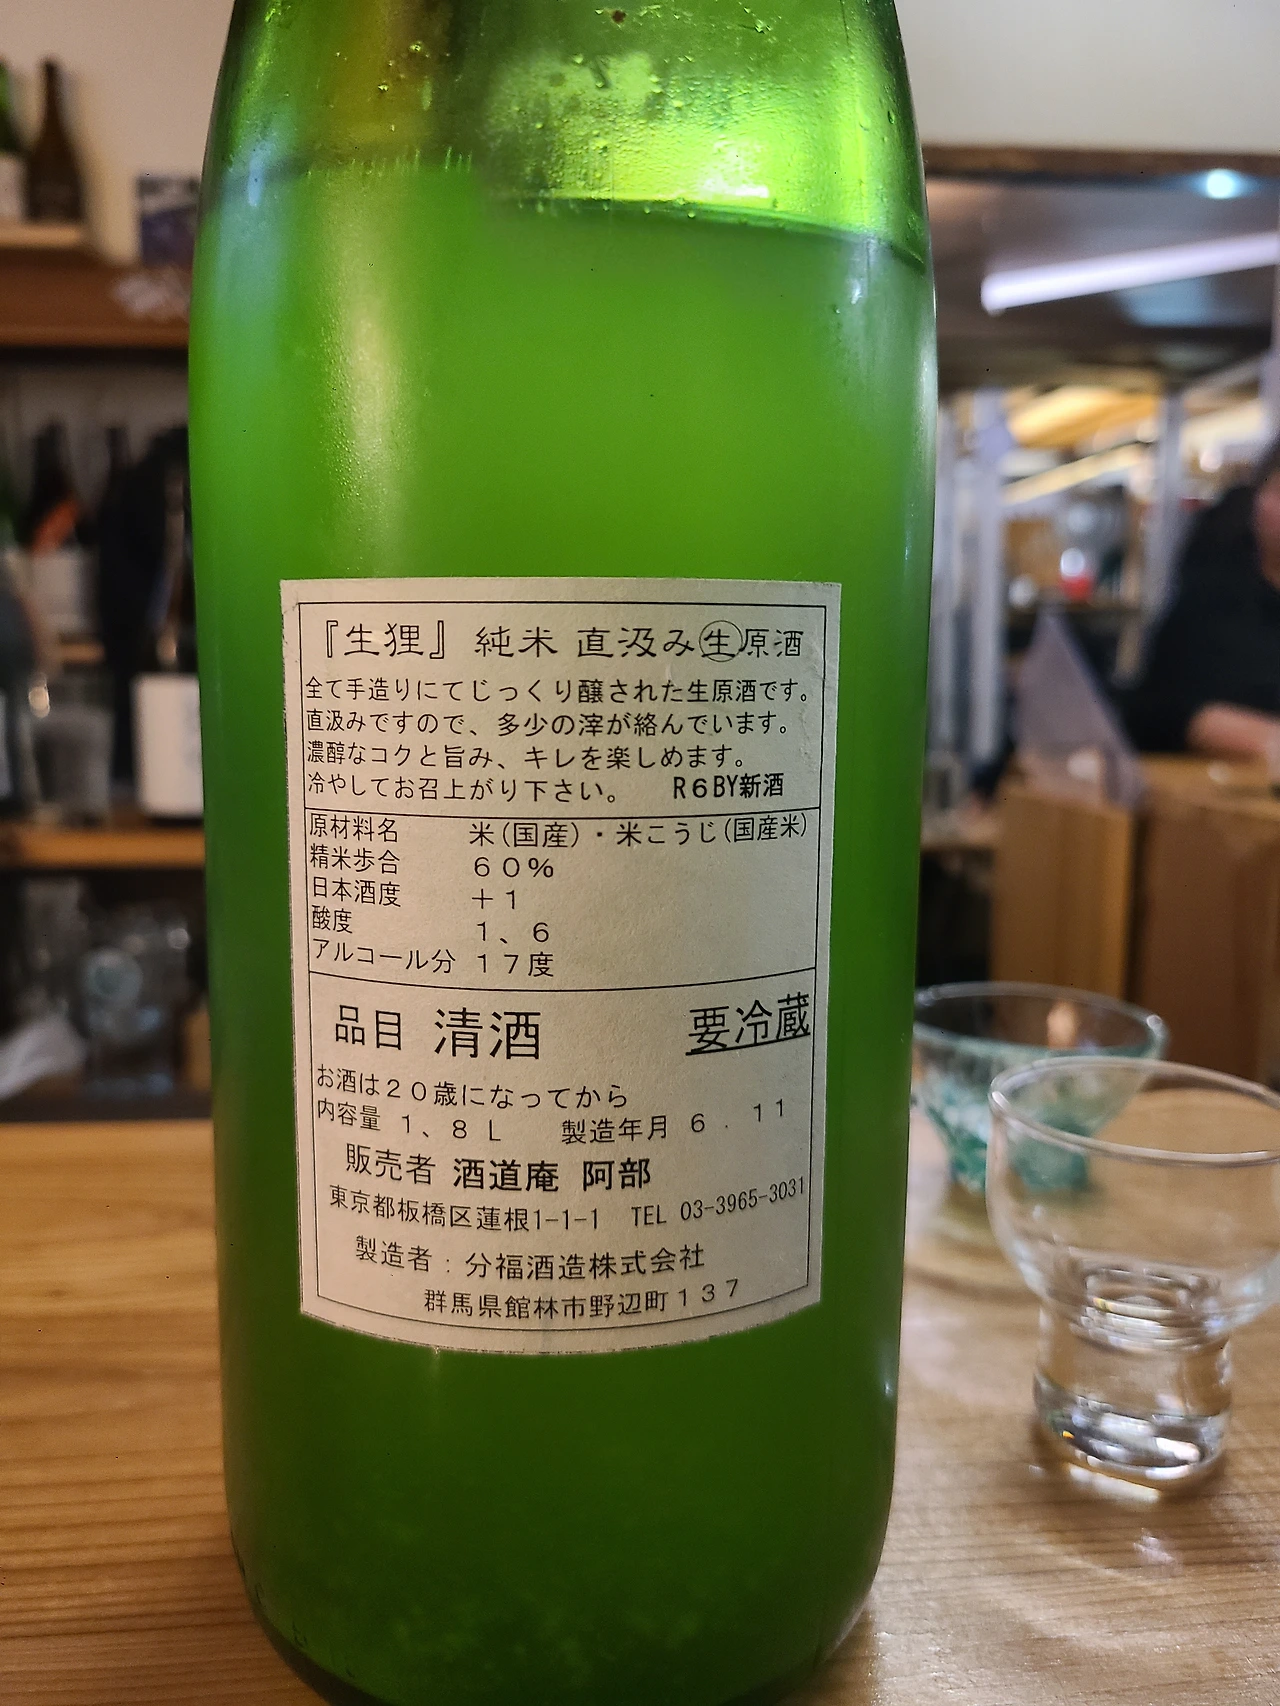 『生狸』 純米 直汲み生原酒
全て手造りにてじっくり醸された生原酒です。
直汲みですので、多少の滓が絡んでいます。
濃醇なコクと旨み、キレを楽しめます。
冷やしてお召上がり下さい。 R6BY新酒
原材料名 米(国産)・米こうじ(国産米)
精米歩合 60%
日本酒度 +1
酸度 1、6
アルコール分 17度
品目 清酒 要冷蔵
お酒は20歳になってから
内容量 1、8L 製造年月 6.11
販売者 酒道庵 阿部
東京都板橋区蓮根1-1-1 TEL 03-3965-3031
製造者:分福酒造株式会社
群馬県館林市野辺町137